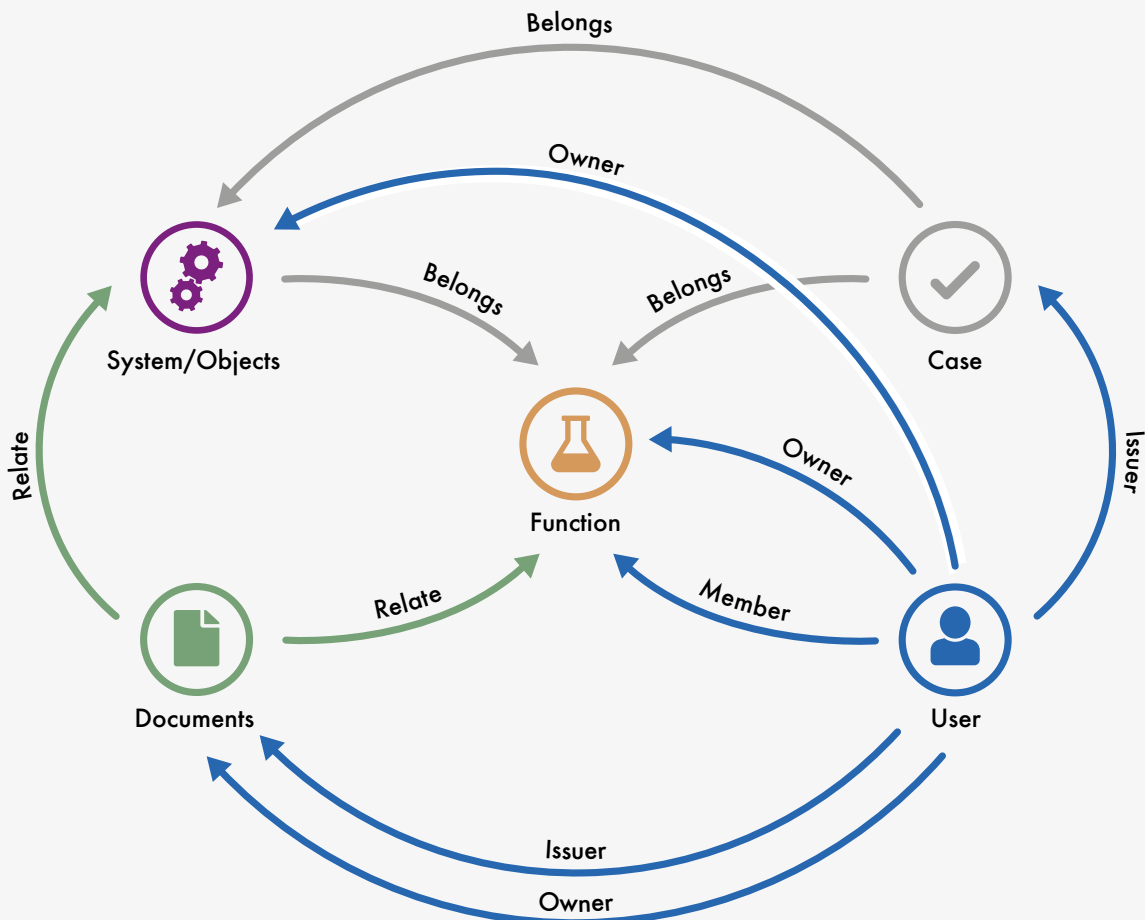 Belongs
Owner
Belongs
Belongs
System/Objects
Case
Relate
Owner
Issuer
Function
Relate
Member
Documents
User
Issuer
Owner